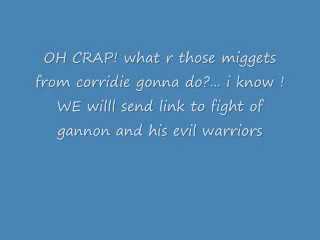 OH CRAP! what r those miggets
from corridie gonna do?... i know !
WE willl send link to fight of
gannon and his evil warriors